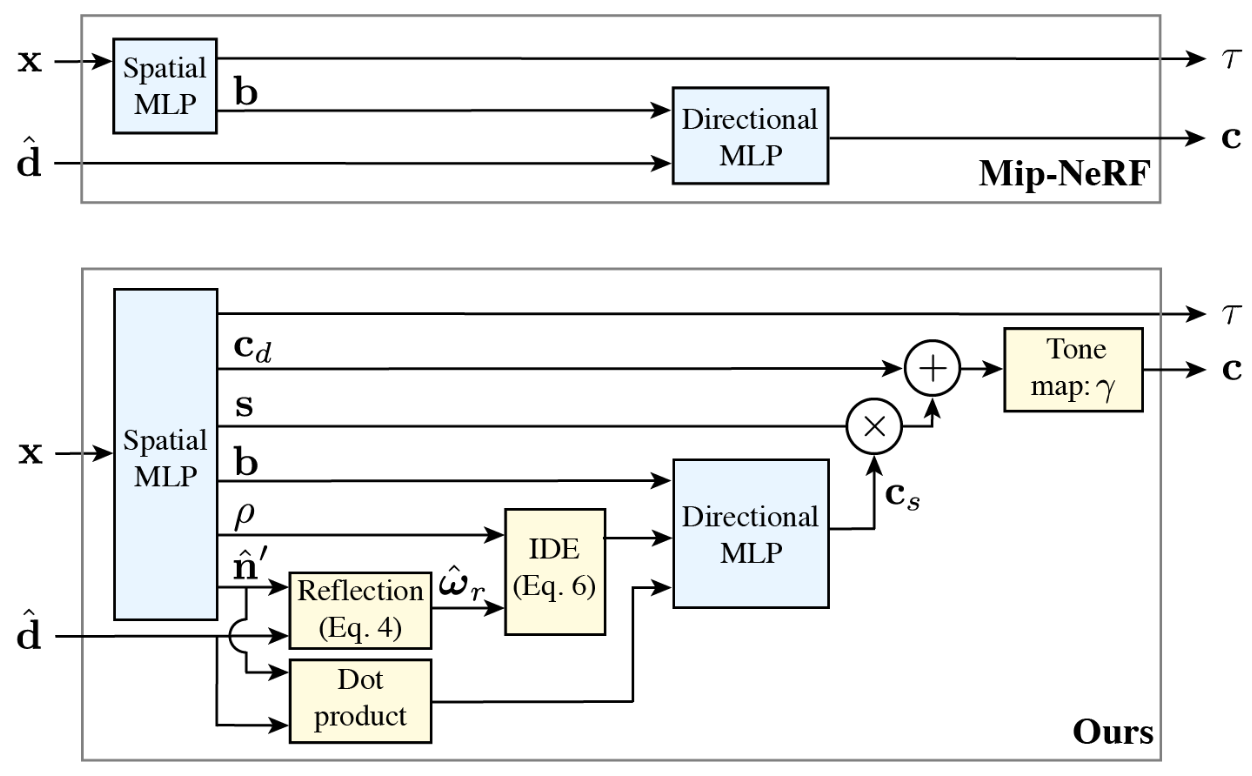 x
Spatial
MLP
b
τ
d̂
Directional
MLP
c
Mip-NeRF
τ
c_d
Tone
map: γ
c
+
s
×
x
Spatial
MLP
b
Directional
MLP
c_s
ρ
IDE
(Eq. 6)
n̂′
Reflection
(Eq. 4)
ω̂_r
d̂
Dot
product
Ours